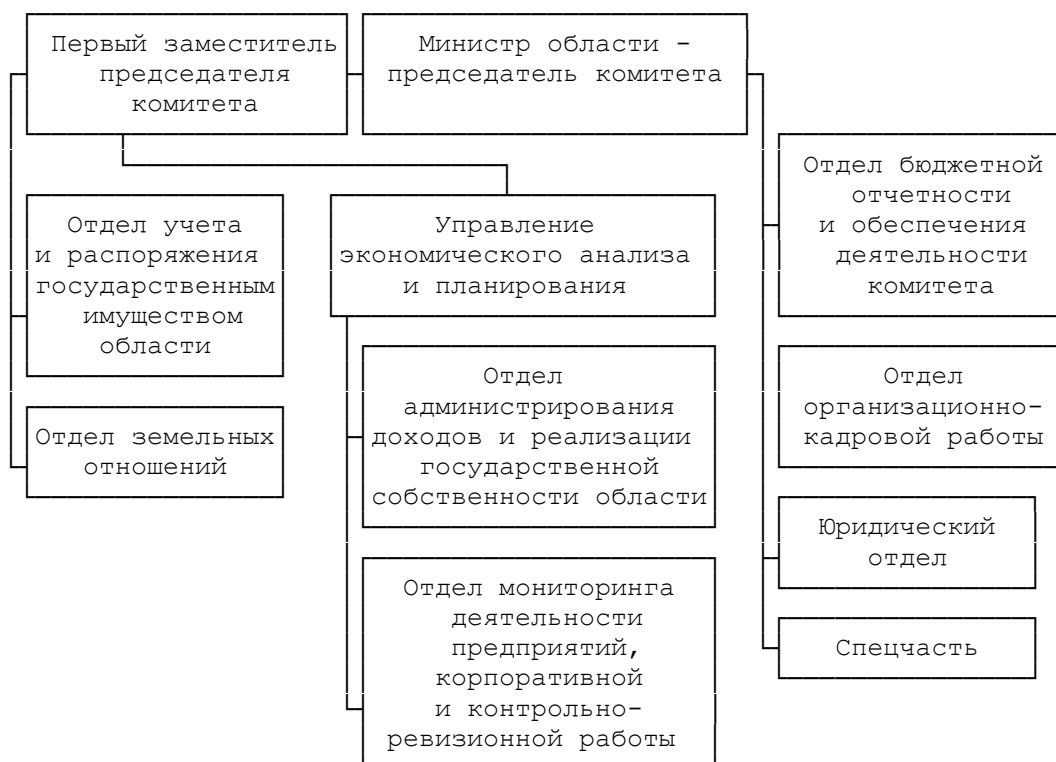 Первый заместитель
председателя
комитета
Министр области -
председатель комитета
Отдел бюджетной
отчетности
и обеспечения
деятельности
комитета
Отдел учета
и распоряжения
государственным
имуществом
области
Управление
экономического анализа
и планирования
Отдел
организационно-
кадровой работы
Отдел
администрирования
доходов и реализации
государственной
собственности области
Отдел земельных
отношений
Юридический
отдел
Отдел мониторинга
деятельности
предприятий,
корпоративной
и контрольно-
ревизионной работы
Спецчасть